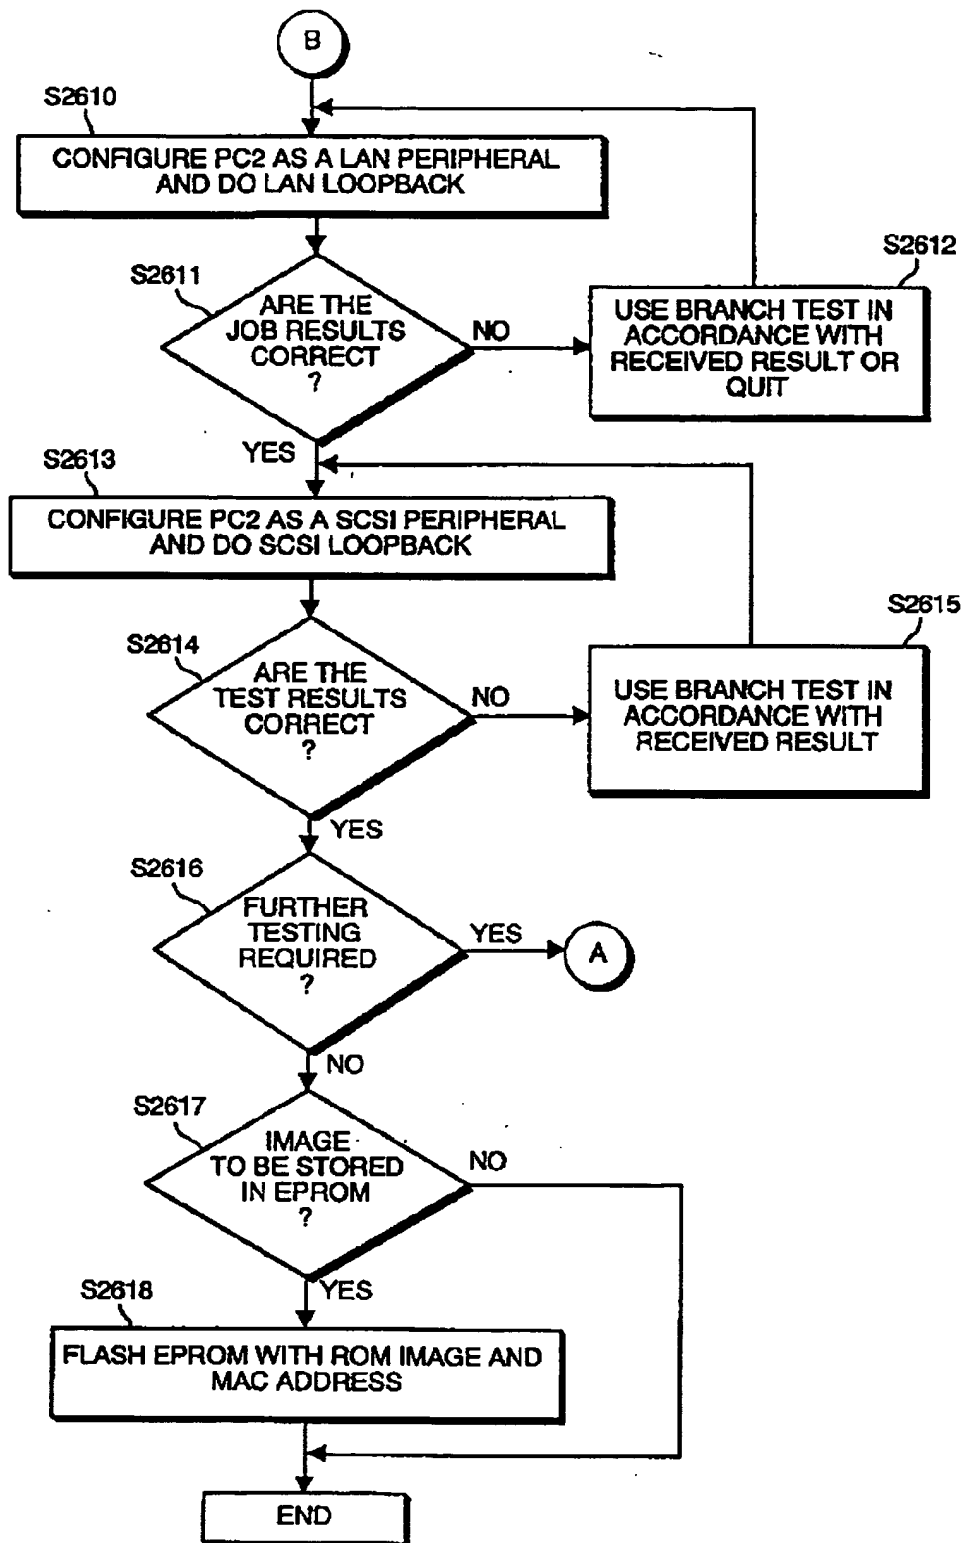 B
S2610
CONFIGURE PC2 AS A LAN PERIPHERAL
AND DO LAN LOOPBACK
S2611
ARE THE
JOB RESULTS
CORRECT
?
NO
YES
S2612
USE BRANCH TEST IN
ACCORDANCE WITH
RECEIVED RESULT OR
QUIT
S2613
CONFIGURE PC2 AS A SCSI PERIPHERAL
AND DO SCSI LOOPBACK
S2614
ARE THE
TEST RESULTS
CORRECT
?
NO
YES
S2615
USE BRANCH TEST IN
ACCORDANCE WITH
RECEIVED RESULT
S2616
FURTHER
TESTING
REQUIRED
?
YES
A
NO
S2617
IMAGE
TO BE STORED
IN EPROM
?
NO
YES
S2618
FLASH EPROM WITH ROM IMAGE AND
MAC ADDRESS
END